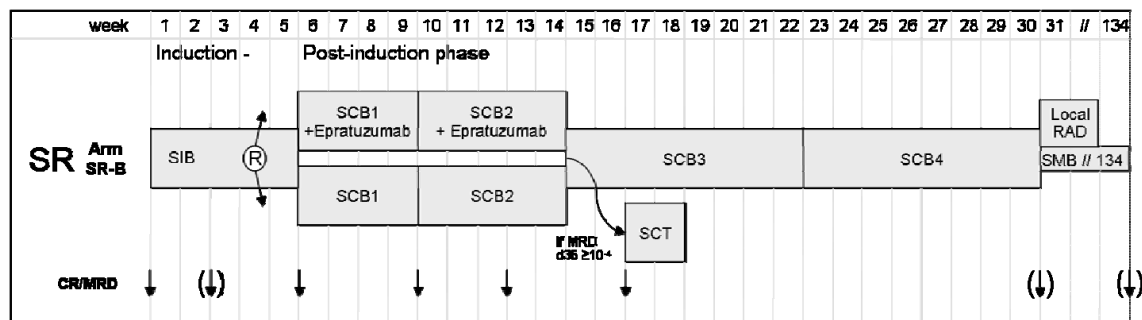 week 1 2 3 4 5 6 7 8 9 10 11 12 13 14 15 16 17 18 19 20 21 22 23 24 25 26 27 28 29 30 31 // 134
Induction - Post-induction phase
SCB1
+Epratuzumab
SCB2
+ Epratuzumab
Local
RAD
SR Arm
SR-B
SIB
R
SCB3
SCB4
SMB // 134
SCB1
SCB2
If MRD
d36 ≥10⁻⁴
SCT
CR/MRD
( ) ( ) ( )